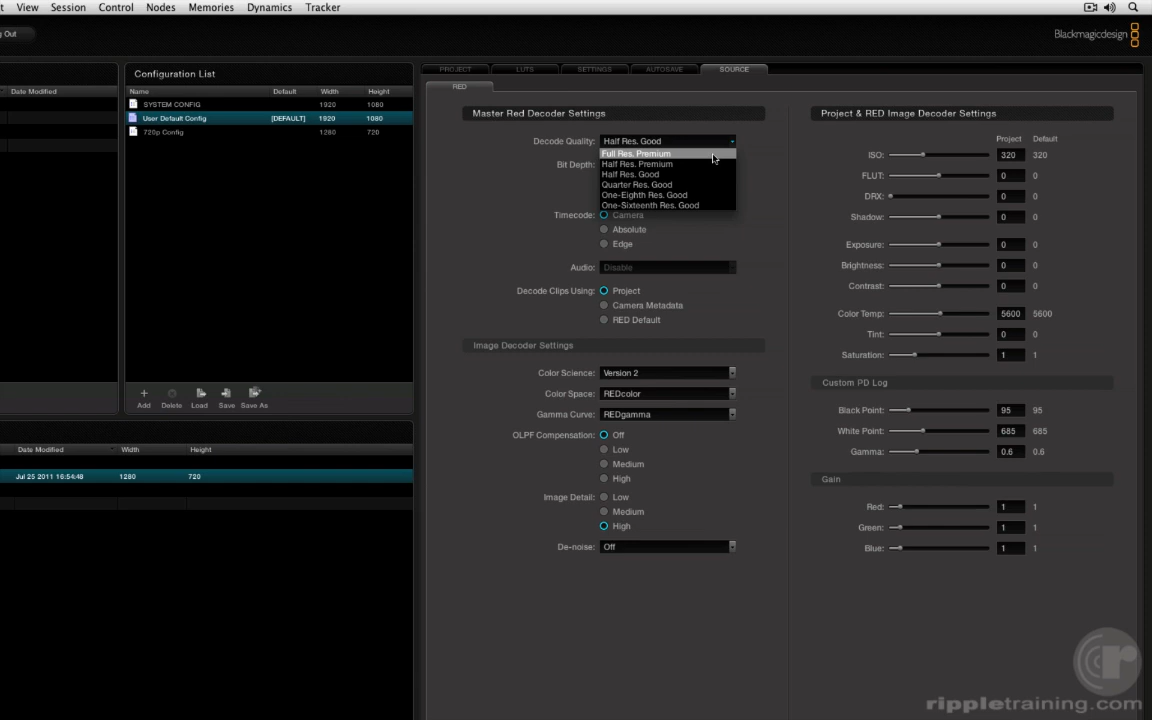 View Session Control Nodes Memories Dynamics Tracker
g Out
Blackmagicdesign
Configuration List
Date Modified
Name Default Width Height
SYSTEM CONFIG 1920 1080
User Default Config [DEFAULT] 1920 1080
720p Config 1280 720
Add Delete Load Save Save As
Date Modified Width Height
Jul 25 2011 16:54:48 1280 720
PROJECT LUTS SETTINGS AUTOSAVE SOURCE
RED
Master Red Decoder Settings
Decode Quality: Half Res. Good
Full Res. Premium
Half Res. Premium
Half Res. Good
Quarter Res. Good
One-Eighth Res. Good
One-Sixteenth Res. Good
Bit Depth:
Timecode: Camera
Absolute
Edge
Audio: Disable
Decode Clips Using: Project
Camera Metadata
RED Default
Image Decoder Settings
Color Science: Version 2
Color Space: REDcolor
Gamma Curve: REDgamma
OLPF Compensation: Off
Low
Medium
High
Image Detail: Low
Medium
High
De-noise: Off
Project & RED Image Decoder Settings
Project Default
ISO: 320 320
FLUT: 0 0
DRX: 0 0
Shadow: 0 0
Exposure: 0 0
Brightness: 0 0
Contrast: 0 0
Color Temp: 5600 5600
Tint: 0 0
Saturation: 1 1
Custom PD Log
Black Point: 95 95
White Point: 685 685
Gamma: 0.6 0.6
Gain
Red: 1 1
Green: 1 1
Blue: 1 1
rippletraining.com